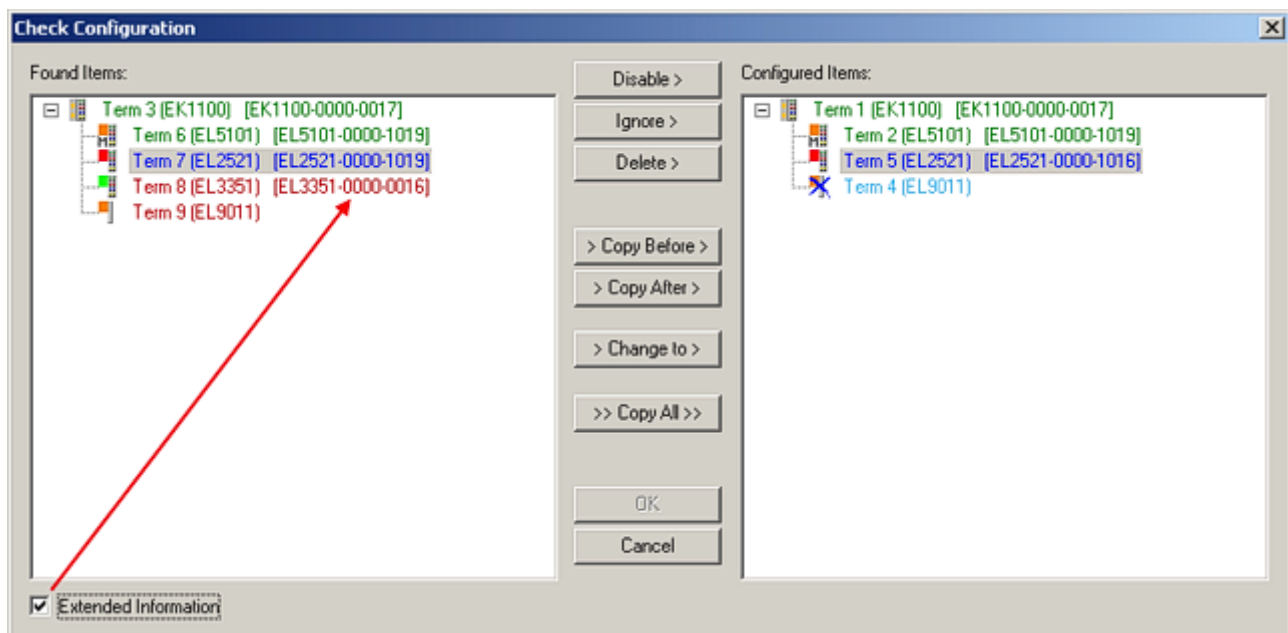 Check Configuration
Found Items:
Term 3 (EK1100) [EK1100-0000-0017]
Term 6 (EL5101) [EL5101-0000-1019]
Term 7 (EL2521) [EL2521-0000-1019]
Term 8 (EL3351) [EL3351-0000-0016]
Term 9 (EL9011)
Disable >
Ignore >
Delete >
> Copy Before >
> Copy After >
> Change to >
>> Copy All >>
OK
Cancel
Configured Items:
Term 1 (EK1100) [EK1100-0000-0017]
Term 2 (EL5101) [EL5101-0000-1019]
Term 5 (EL2521) [EL2521-0000-1016]
Term 4 (EL9011)
Extended Information